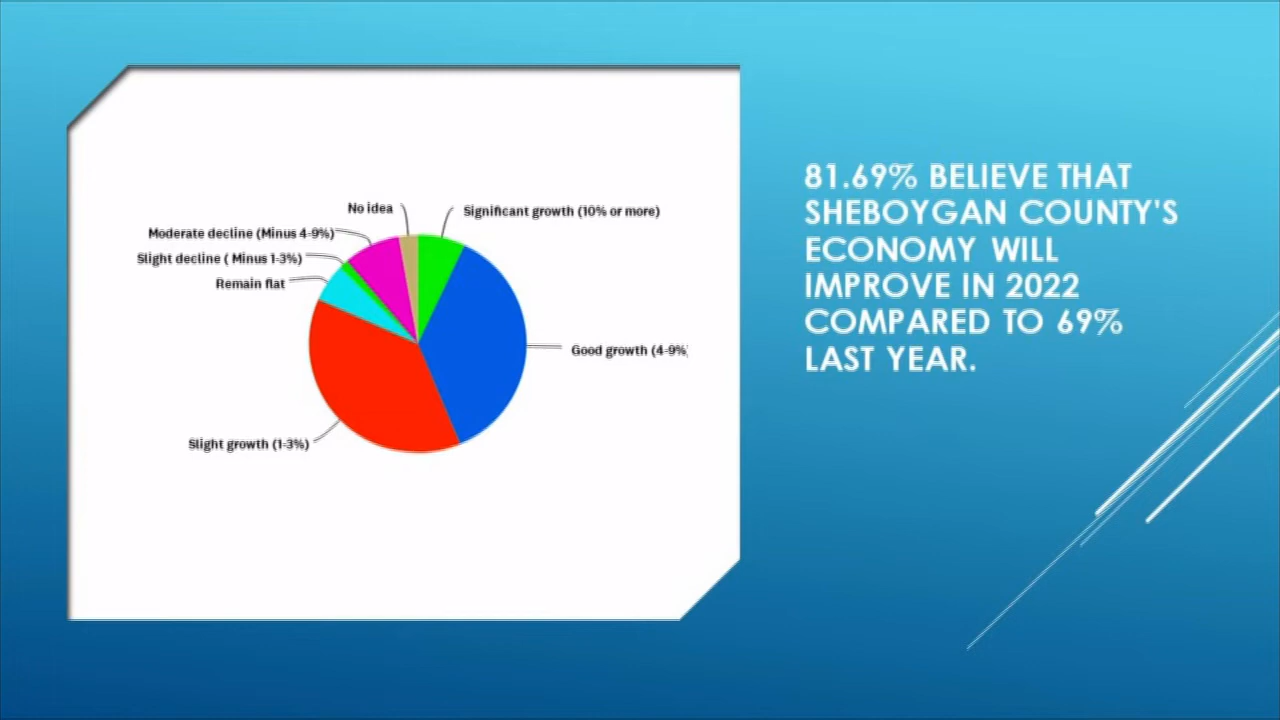 No idea
Significant growth (10% or more)
Moderate decline (Minus 4-9%)
Slight decline ( Minus 1-3%)
Remain flat
Good growth (4-9%
Slight growth (1-3%)
81.69% BELIEVE THAT
SHEBOYGAN COUNTY'S
ECONOMY WILL
IMPROVE IN 2022
COMPARED TO 69%
LAST YEAR.